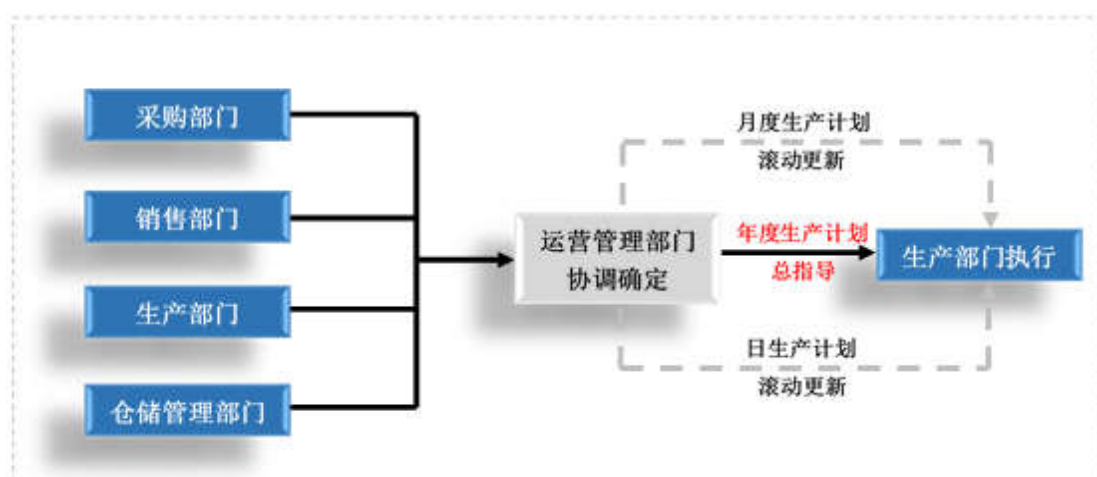 采购部门
销售部门
生产部门
仓储管理部门
运营管理部门
协调确定
月度生产计划
滚动更新
年度生产计划
总指导
日生产计划
滚动更新
生产部门执行